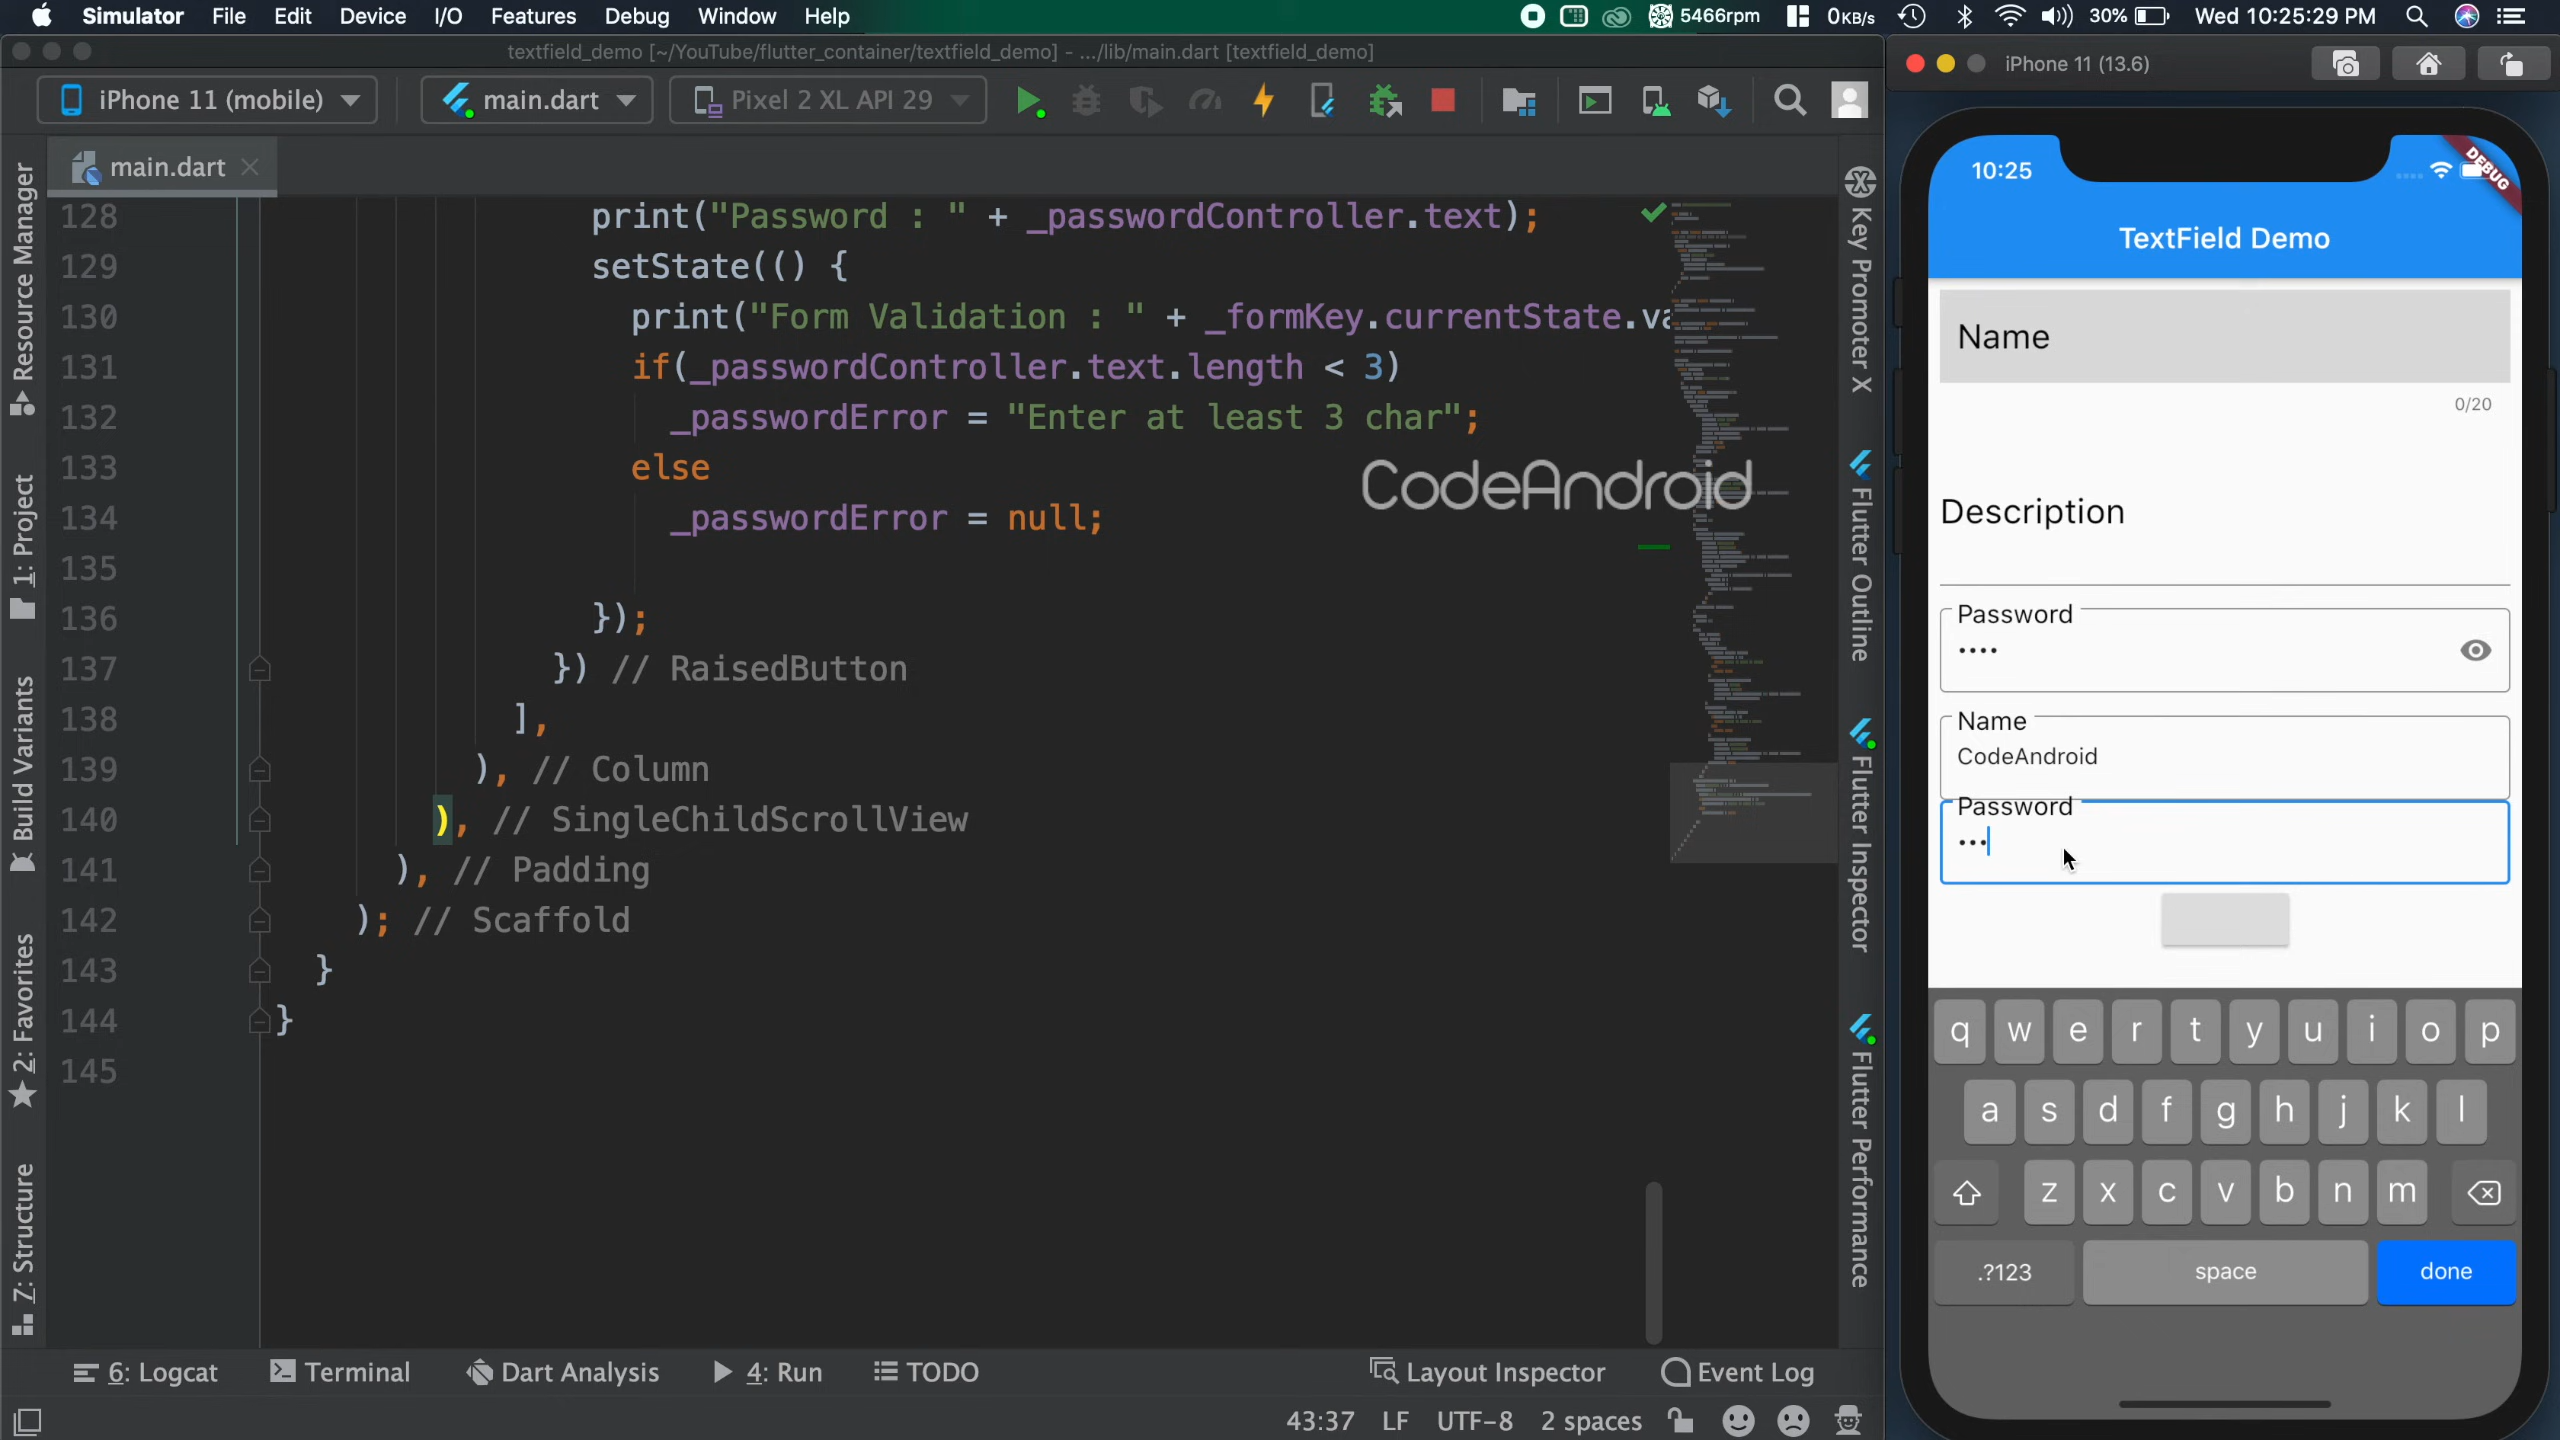 Simulator File Edit Device I/O Features Debug Window Help 5466rpm 0KB/s 30% Wed 10:25:29 PM
textfield_demo [~/YouTube/flutter_container/textfield_demo] - .../lib/main.dart [textfield_demo]
iPhone 11 (13.6)
iPhone 11 (mobile) main.dart Pixel 2 XL API 29
main.dart
Resource Manager
1: Project
Build Variants
2: Favorites
7: Structure
128 print("Password : " + _passwordController.text);
129 setState(() {
130 print("Form Validation : " + _formKey.currentState.va
131 if(_passwordController.text.length < 3)
132 _passwordError = "Enter at least 3 char";
133 else
134 _passwordError = null;
135
136 });
137 }) // RaisedButton
138 ],
139 ), // Column
140 ), // SingleChildScrollView
141 ), // Padding
142 ); // Scaffold
143 }
144 }
145
CodeAndroid
Key Promoter X
Flutter Outline
Flutter Inspector
Flutter Performance
6: Logcat Terminal Dart Analysis 4: Run TODO Layout Inspector Event Log
43:37 LF UTF-8 2 spaces
10:25
DEBUG
TextField Demo
Name
0/20
Description
Password
••••
Name
CodeAndroid
Password
•••
q w e r t y u i o p
a s d f g h j k l
z x c v b n m
.?123 space done